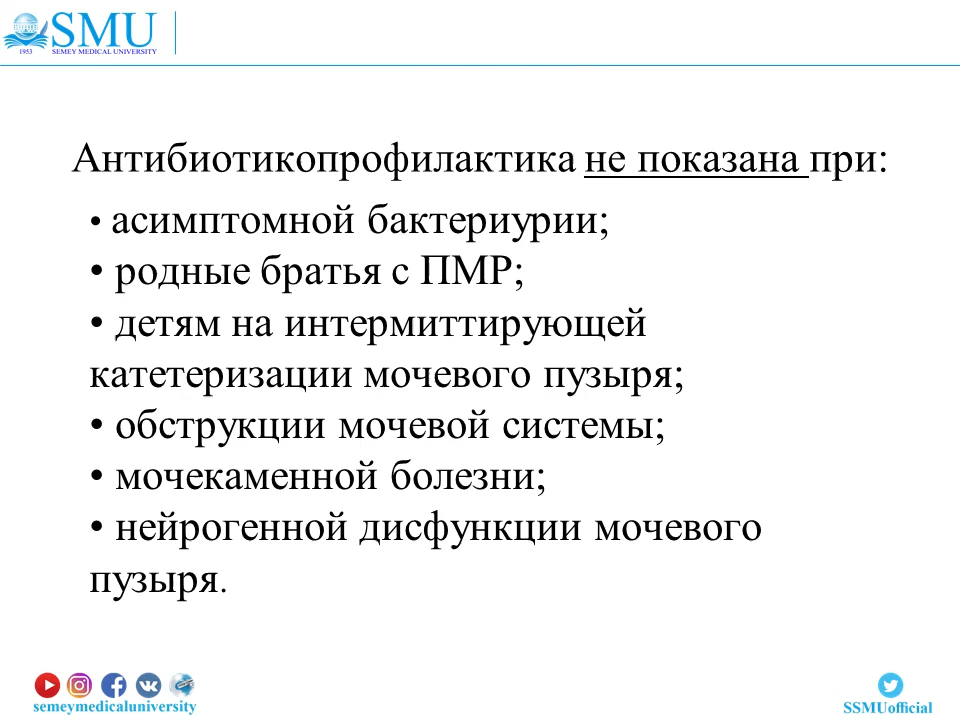 SMU
1953 SEMEY MEDICAL UNIVERSITY
Антибиотикопрофилактика не показана при:
• асимптомной бактериурии;
• родные братья с ПМР;
• детям на интермиттирующей
катетеризации мочевого пузыря;
• обструкции мочевой системы;
• мочекаменной болезни;
• нейрогенной дисфункции мочевого
пузыря.
semeymedicaluniversity
SSMUofficial